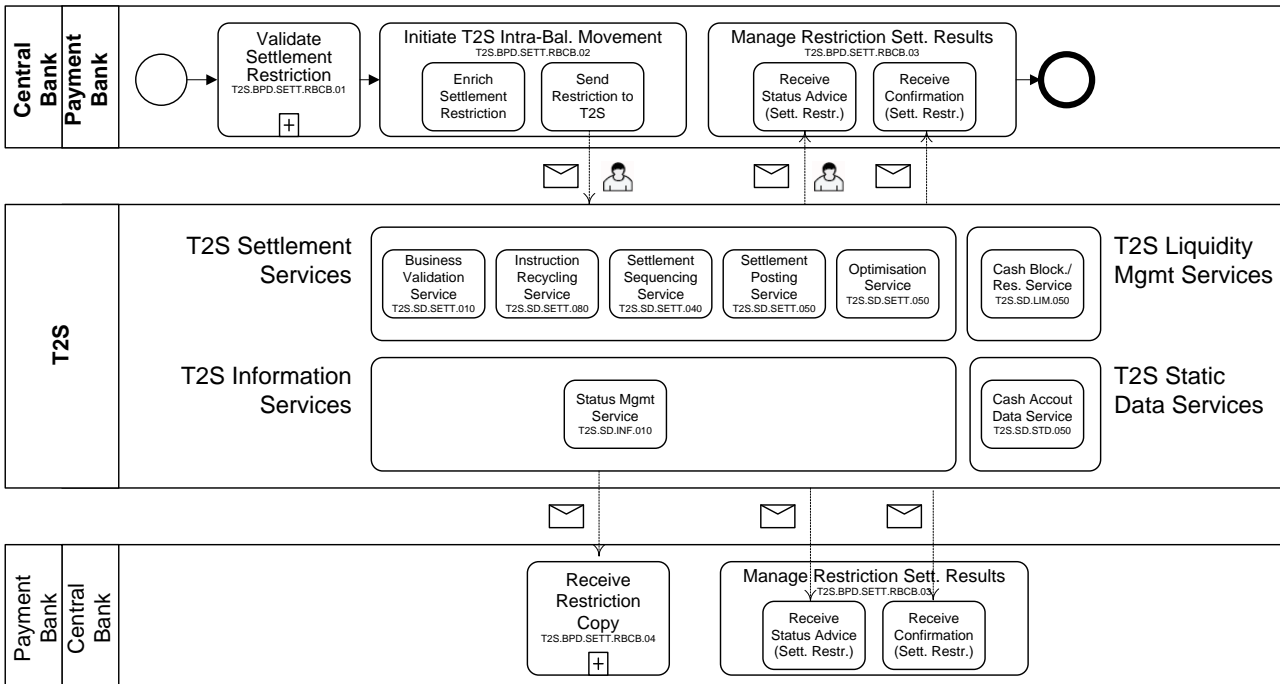 Central
Bank
Payment
Bank
Validate
Settlement
Restriction
T2S.BPD.SETT.RBCB.01
+
Initiate T2S Intra-Bal. Movement
T2S.BPD.SETT.RBCB.02
Enrich
Settlement
Restriction
Send
Restriction to
T2S
Manage Restriction Sett. Results
T2S.BPD.SETT.RBCB.03
Receive
Status Advice
(Sett. Restr.)
Receive
Confirmation
(Sett. Restr.)
T2S
T2S Settlement
Services
Business
Validation
Service
T2S.SD.SETT.010
Instruction
Recycling
Service
T2S.SD.SETT.080
Settlement
Sequencing
Service
T2S.SD.SETT.040
Settlement
Posting
Service
T2S.SD.SETT.050
Optimisation
Service
T2S.SD.SETT.050
Cash Block./
Res. Service
T2S.SD.LIM.050
T2S Liquidity
Mgmt Services
T2S Information
Services
Status Mgmt
Service
T2S.SD.INF.010
Cash Accout
Data Service
T2S.SD.STD.050
T2S Static
Data Services
Payment
Bank
Central
Bank
Receive
Restriction
Copy
T2S.BPD.SETT.RBCB.04
+
Manage Restriction Sett. Results
T2S.BPD.SETT.RBCB.03
Receive
Status Advice
(Sett. Restr.)
Receive
Confirmation
(Sett. Restr.)